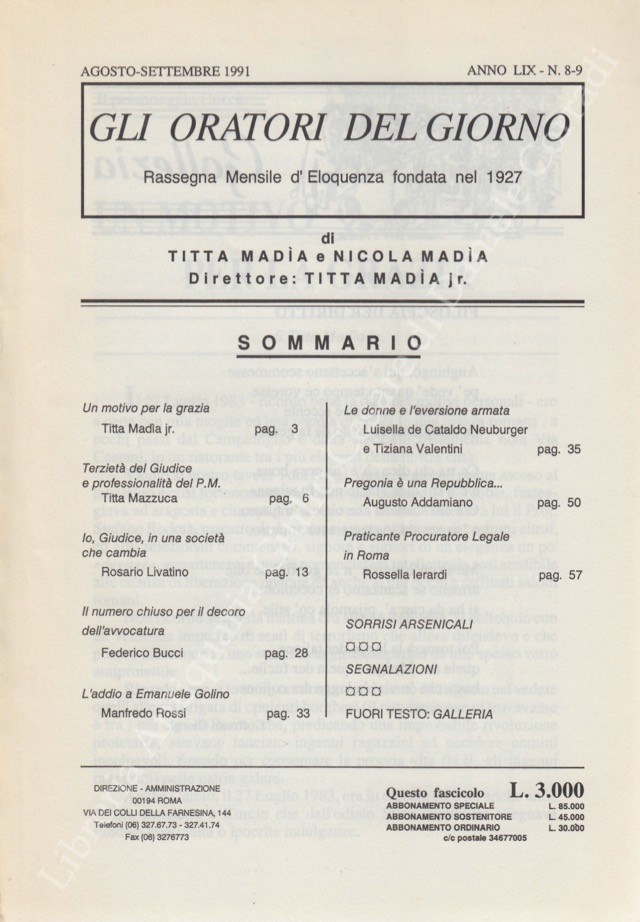 AGOSTO-SETTEMBRE 1991
ANNO LIX - N. 8-9
GLI ORATORI DEL GIORNO
Rassegna Mensile d' Eloquenza fondata nel 1927
di
TITTA MADÌA e NICOLA MADÌA
Direttore: TITTA MADÌA jr.
SOMMARIO
Un motivo per la grazia
Titta Madìa jr. pag. 3
Terzietà del Giudice
e professionalità del P.M.
Titta Mazzuca pag. 6
Io, Giudice, in una società
che cambia
Rosario Livatino pag. 13
Il numero chiuso per il decoro
dell'avvocatura
Federico Bucci pag. 28
L'addio a Emanuele Golino
Manfredo Rossi pag. 33
Le donne e l'eversione armata
Luisella de Cataldo Neuburger
e Tiziana Valentini pag. 35
Pregonia é una Repubblica...
Augusto Addamiano pag. 50
Praticante Procuratore Legale
in Roma
Rossella Ierardi pag. 57
SORRISI ARSENICALI
SEGNALAZIONI
FUORI TESTO: GALLERIA
DIREZIONE - AMMINISTRAZIONE
00194 ROMA
VIA DEI COLLI DELLA FARNESINA, 144
Telefoni (06) 327.67.73 - 327.41.74
Fax (06) 3276773
Questo fascicolo L. 3.000
ABBONAMENTO SPECIALE L. 85.000
ABBONAMENTO SOSTENITORE L. 45.000
ABBONAMENTO ORDINARIO L. 30.000
c/c postale 34677005